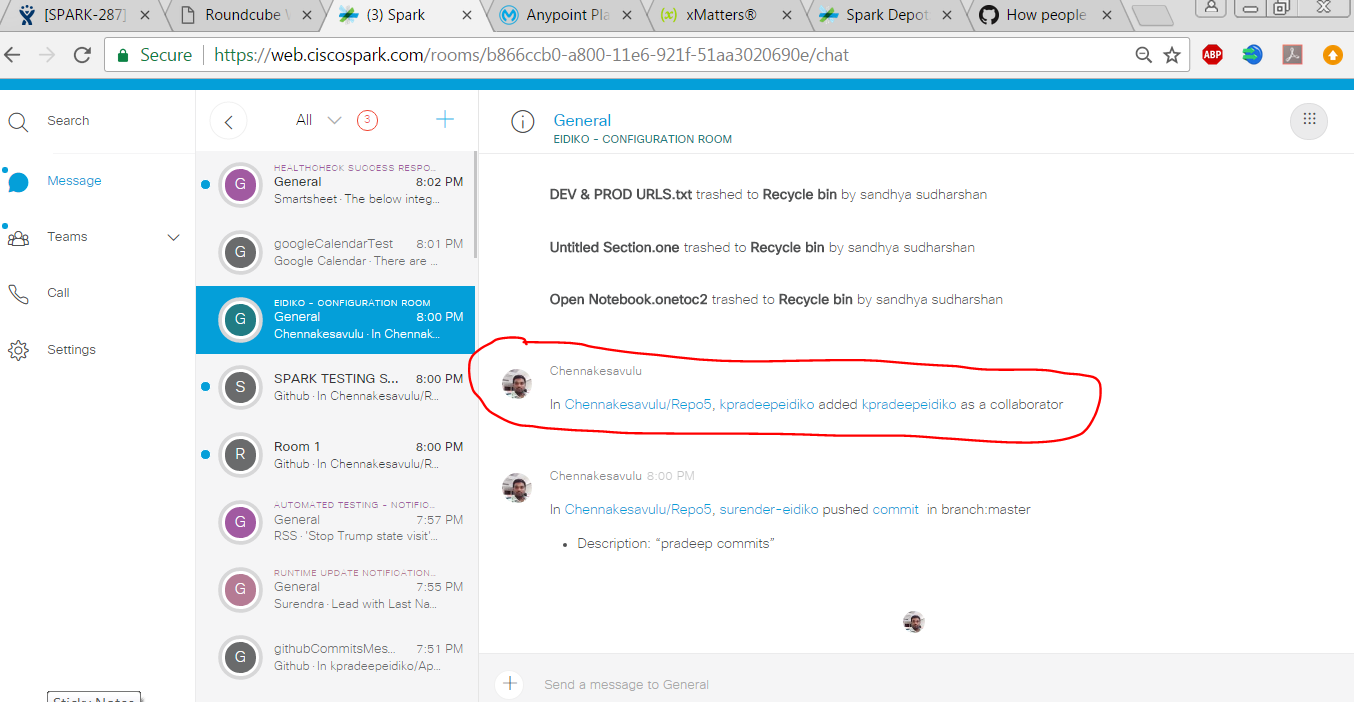 [SPARK-287]
Roundcube
(3) Spark
Anypoint Pla
xMatters®
Spark Depot
How people
Secure
https://web.ciscospark.com/rooms/b866ccb0-a800-11e6-921f-51aa3020690e/chat
ABP
Search
Message
Teams
Call
Settings
All
3
HEALTHCHECK SUCCESS RESPO...
G
General 8:02 PM
Smartsheet · The below integ...
googleCalendarTest 8:01 PM
G
Google Calendar · There are ...
EIDIKO - CONFIGURATION ROOM
G
General 8:00 PM
Chennakesavulu · In Chennak...
SPARK TESTING S... 8:00 PM
S
Github · In Chennakesavulu/R...
Room 1 8:00 PM
R
Github · In Chennakesavulu/R...
AUTOMATED TESTING - NOTIFIC...
G
General 7:57 PM
RSS · 'Stop Trump state visit'...
RUNTIME UPDATE NOTIFICATION...
G
General 7:55 PM
Surendra · Lead with Last Na...
githubCommitsMes... 7:51 PM
G
Github · In kpradeepeidiko/Ap...
General
EIDIKO - CONFIGURATION ROOM
DEV & PROD URLS.txt trashed to Recycle bin by sandhya sudharshan
Untitled Section.one trashed to Recycle bin by sandhya sudharshan
Open Notebook.onetoc2 trashed to Recycle bin by sandhya sudharshan
Chennakesavulu
In Chennakesavulu/Repo5, kpradeepeidiko added kpradeepeidiko as a collaborator
Chennakesavulu 8:00 PM
In Chennakesavulu/Repo5, surender-eidiko pushed commit in branch:master
• Description: “pradeep commits”
Send a message to General
Sticky Notes